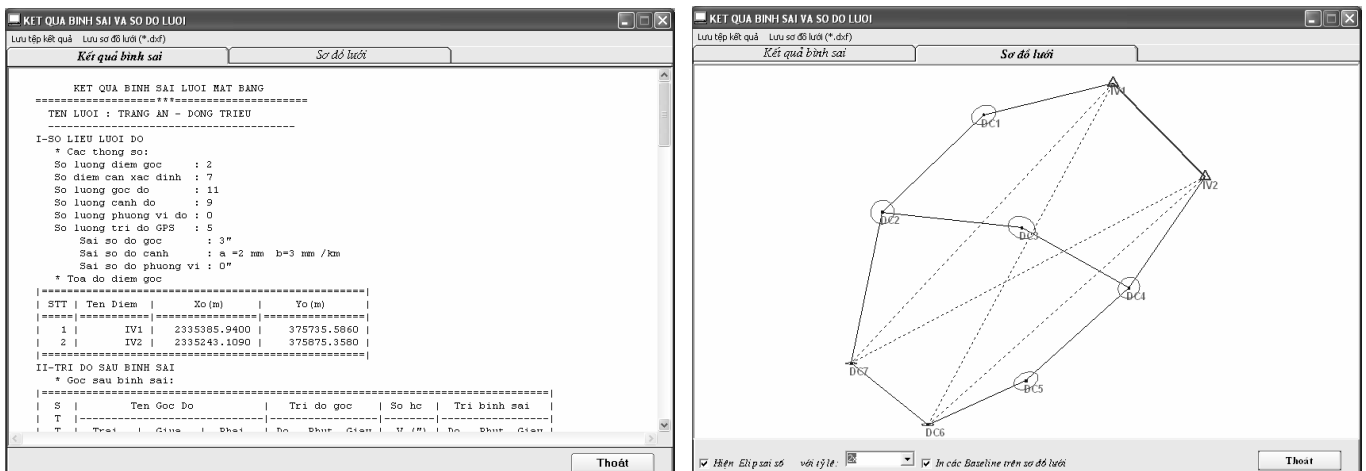 KET QUA BINH SAI VA SO DO LUOI
Lưu tệp kết quả Lưu sơ đồ lưới (*.dxf)
Kết quả bình sai Sơ đồ lưới
KET QUA BINH SAI LUOI MAT BANG
====================***======================
TEN LUOI : TRANG AN - DONG TRIEU
-----------------------------------------
I-SO LIEU LUOI DO
* Cac thong so:
So luong diem goc : 2
So diem can xac dinh : 7
So luong goc do : 11
So luong canh do : 9
So luong phuong vi do : 0
So luong tri do GPS : 5
Sai so do goc : 3"
Sai so do canh : a =2 mm b=3 mm /km
Sai so do phuong vi : 0"
* Toa do diem goc
| STT | Ten Diem | Xo(m) | Yo(m) |
| 1 | IV1 | 2335385.9400 | 375735.5860 |
| 2 | IV2 | 2335243.1090 | 375875.3580 |
II-TRI DO SAU BINH SAI
* Goc sau binh sai:
| S | Ten Goc Do | Tri do goc | So hc | Tri binh sai |
| T |
| T | Trai | Giua | Phai | Do Phut Giay | V (") | Do Phut Giay |
Thoát
KET QUA BINH SAI VA SO DO LUOI
Lưu tệp kết quả Lưu sơ đồ lưới (*.dxf)
Kết quả bình sai Sơ đồ lưới
IV1
DC1
IV2
DC2
DC3
DC4
DC7
DC5
DC6
Hiện Elip sai số với tỷ lệ: In các Baseline trên sơ đồ lưới Thoát